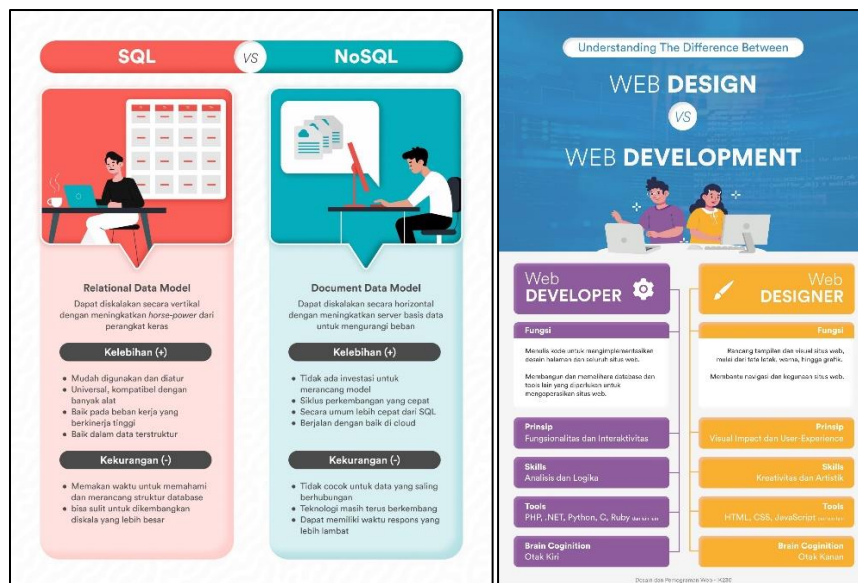 SQL
VS
NoSQL
Relational Data Model
Dapat diskalakan secara vertikal
dengan meningkatkan horse-power dari
perangkat keras
Kelebihan (+)
• Mudah digunakan dan diatur
• Universal, kompatibel dengan
banyak alat
• Baik pada beban kerja yang
berkinerja tinggi
• Baik dalam data terstruktur
Kekurangan (-)
• Memakan waktu untuk memahami
dan merancang struktur database
• bisa sulit untuk dikembangkan
diskala yang lebih besar
Document Data Model
Dapat diskalakan secara horizontal
dengan meningkatkan server basis data
untuk mengurangi beban
Kelebihan (+)
• Tidak ada investasi untuk
merancang model
• Siklus perkembangan yang cepat
• Secara umum lebih cepat dari SQL
• Berjalan dengan baik di cloud
Kekurangan (-)
• Tidak cocok untuk data yang saling
berhubungan
• Teknologi masih terus berkembang
• Dapat memiliki waktu respons yang
lebih lambat
Understanding The Difference Between
WEB DESIGN
VS
WEB DEVELOPMENT
Web
DEVELOPER
Fungsi
Menulis kode untuk mengimplementasikan
desain halaman dan seluruh situs web.
Membangun dan memelihara database dan
tools lain yang diperlukan untuk
mengoperasikan situs web.
Prinsip
Fungsionalitas dan Interaktivitas
Skills
Analisis dan Logika
Tools
PHP, .NET, Python, C, Ruby dan lain lain
Brain Coginition
Otak Kiri
Web
DESIGNER
Fungsi
Rancang tampilan dan visual situs web,
mulai dari tata letak, warna, hingga grafik.
Membantu navigasi dan kegunaan situs web.
Prinsip
Visual Impact dan User-Experience
Skills
Kreativitas dan Artistik
Tools
HTML, CSS, JavaScript
Brain Coginition
Otak Kanan
Desain dan Pemrograman Web -